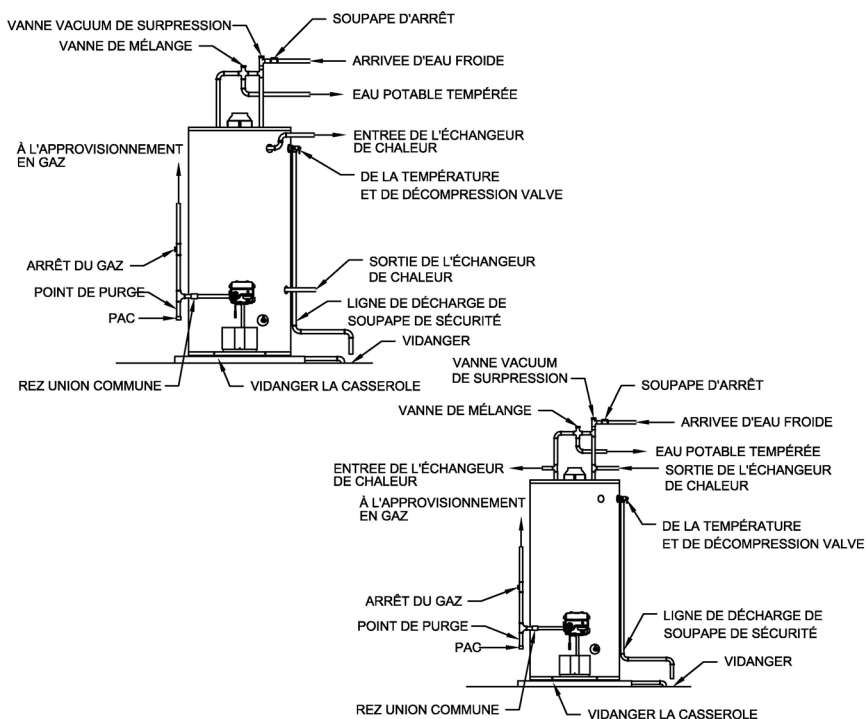 VANNE VACUUM DE SURPRESSION
SOUPAPE D'ARRÊT
VANNE DE MÉLANGE
ARRIVEE D'EAU FROIDE
EAU POTABLE TEMPÉRÉE
À L'APPROVISIONNEMENT
EN GAZ
ENTREE DE L'ÉCHANGEUR
DE CHALEUR
DE LA TEMPÉRATURE
ET DE DÉCOMPRESSION VALVE
ARRÊT DU GAZ
SORTIE DE L'ÉCHANGEUR
DE CHALEUR
POINT DE PURGE
LIGNE DE DÉCHARGE DE
SOUPAPE DE SÉCURITÉ
PAC
VIDANGER
REZ UNION COMMUNE
VIDANGER LA CASSEROLE
VANNE VACUUM
DE SURPRESSION
SOUPAPE D'ARRÊT
VANNE DE MÉLANGE
ARRIVEE D'EAU FROIDE
EAU POTABLE TEMPÉRÉE
ENTREE DE L'ÉCHANGEUR
DE CHALEUR
SORTIE DE L'ÉCHANGEUR
DE CHALEUR
À L'APPROVISIONNEMENT
EN GAZ
DE LA TEMPÉRATURE
ET DE DÉCOMPRESSION VALVE
ARRÊT DU GAZ
POINT DE PURGE
LIGNE DE DÉCHARGE DE
SOUPAPE DE SÉCURITÉ
PAC
VIDANGER
REZ UNION COMMUNE
VIDANGER LA CASSEROLE